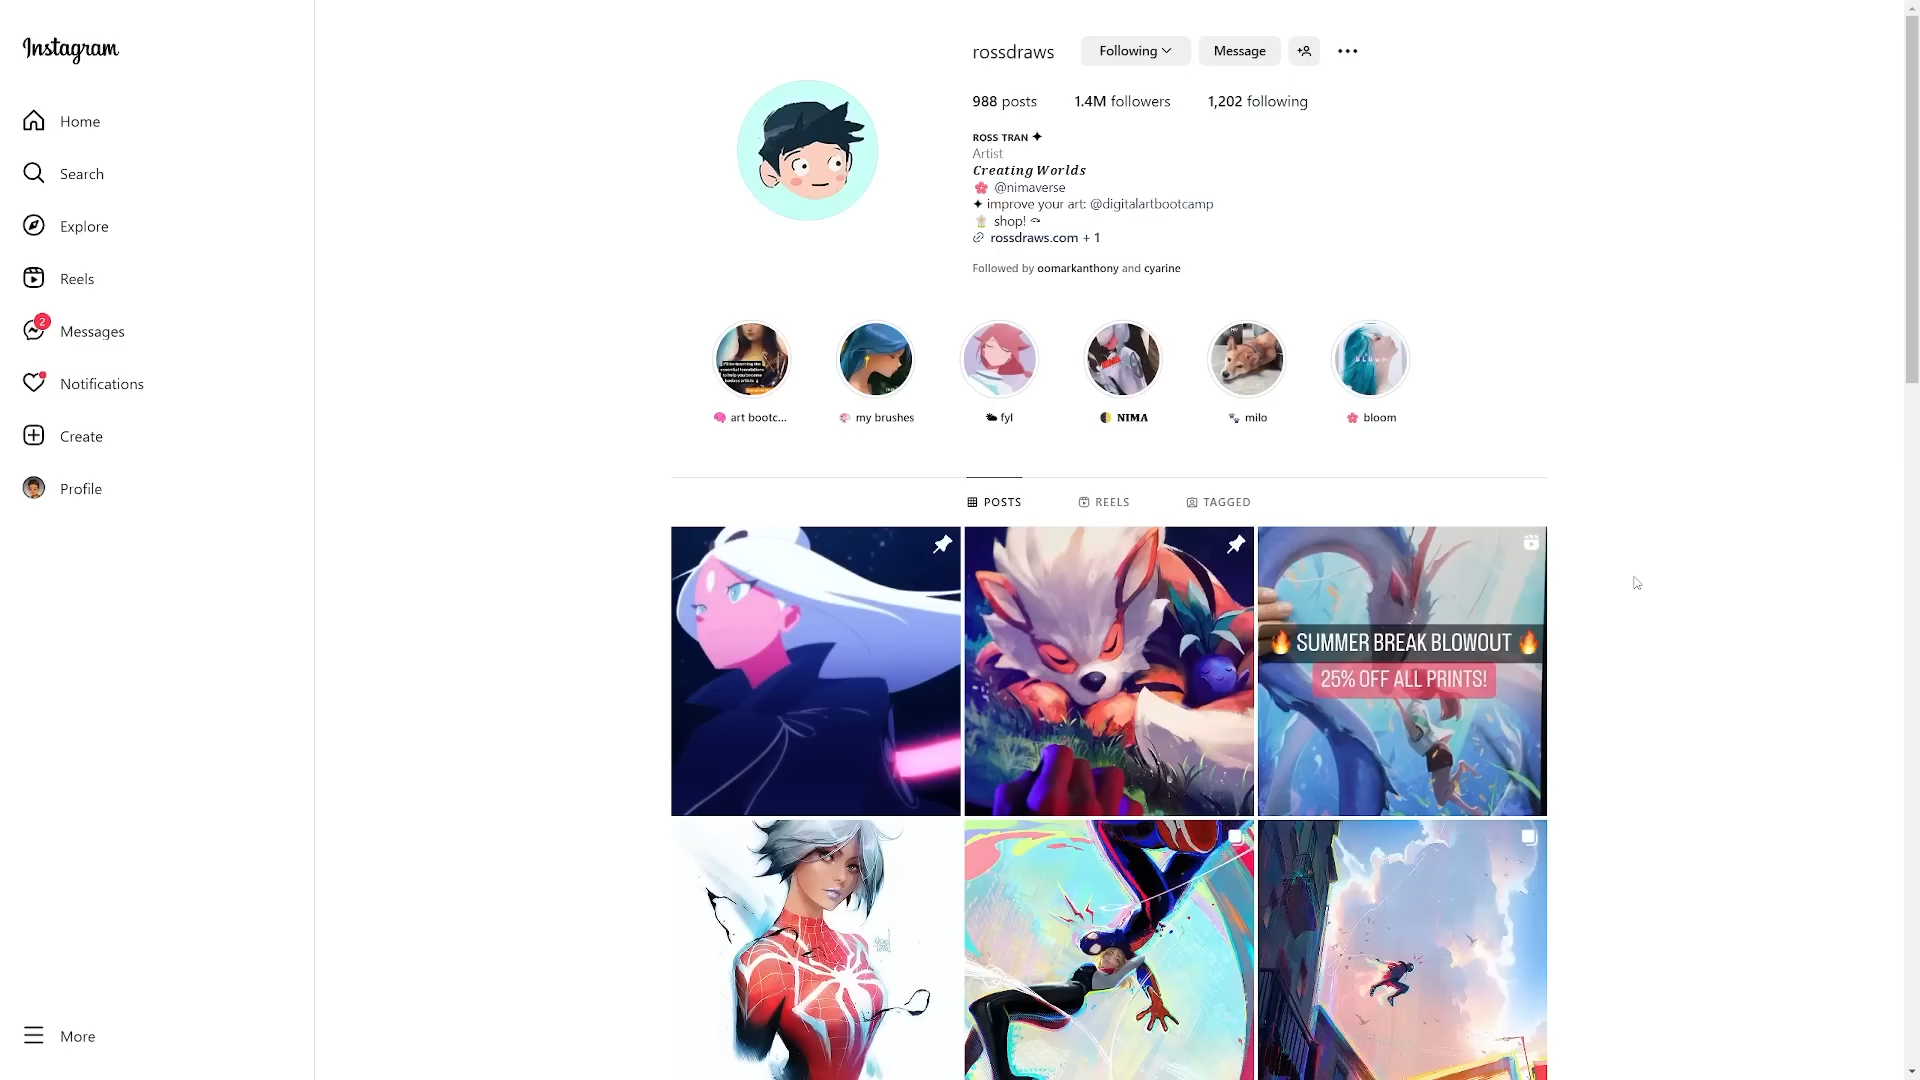 Instagram
Home
Search
Explore
Reels
2
Messages
Notifications
Create
Profile
More
rossdraws
Following
Message
988 posts
1.4M followers
1,202 following
ROSS TRAN ✦
Artist
Creating Worlds
🌸 @nimaverse
✦ improve your art: @digitalartbootcamp
shop!
rossdraws.com + 1
Followed by oomarkanthony and cyarine
🧠 art bootc...
my brushes
fyl
🌓 NIMA
🐾 milo
🌸 bloom
BLOOM
POSTS
REELS
TAGGED
🔥 SUMMER BREAK BLOWOUT 🔥
25% OFF ALL PRINTS!